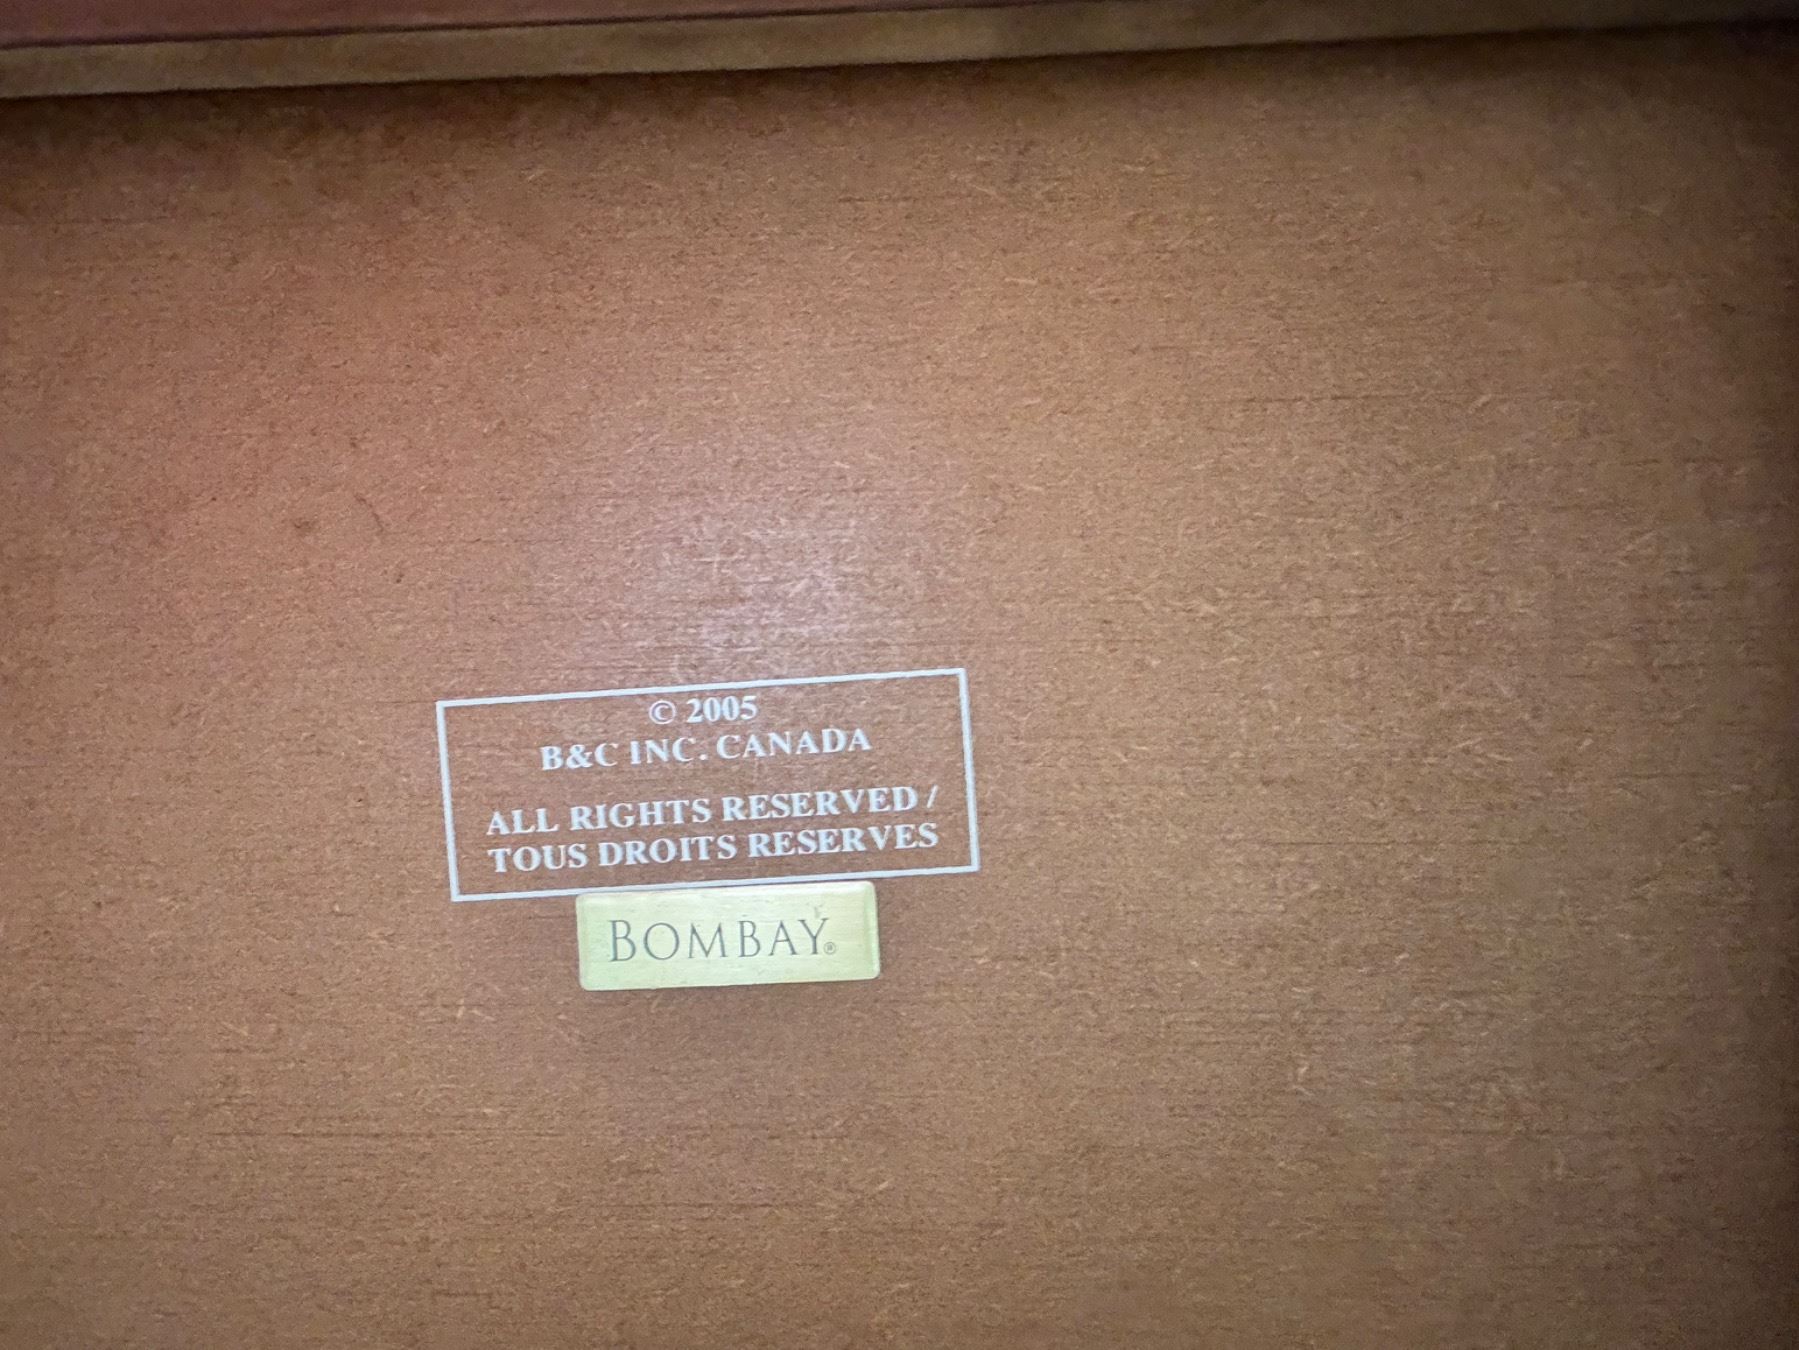 © 2005
B&C INC. CANADA
ALL RIGHTS RESERVED /
TOUS DROITS RESERVES
BOMBAY®